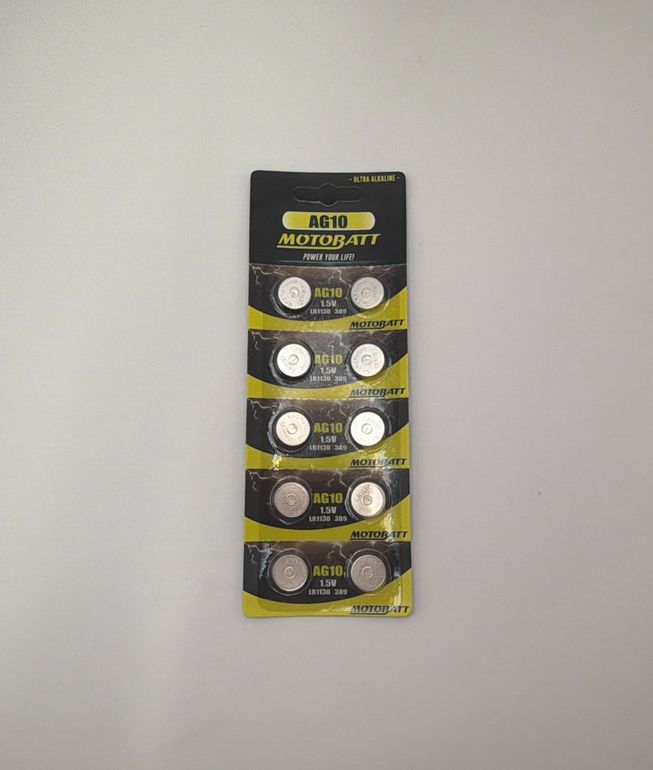 - ULTRA ALKALINE -
AG10
MOTOBATT
POWER YOUR LIFE!
AG10
1.5V
LR1130 389
MOTOBATT
AG10
1.5V
LR1130 389
MOTOBATT
AG10
1.5V
LR1130 389
MOTOBATT
AG10
1.5V
LR1130 389
MOTOBATT
AG10
1.5V
LR1130 389
MOTOBATT